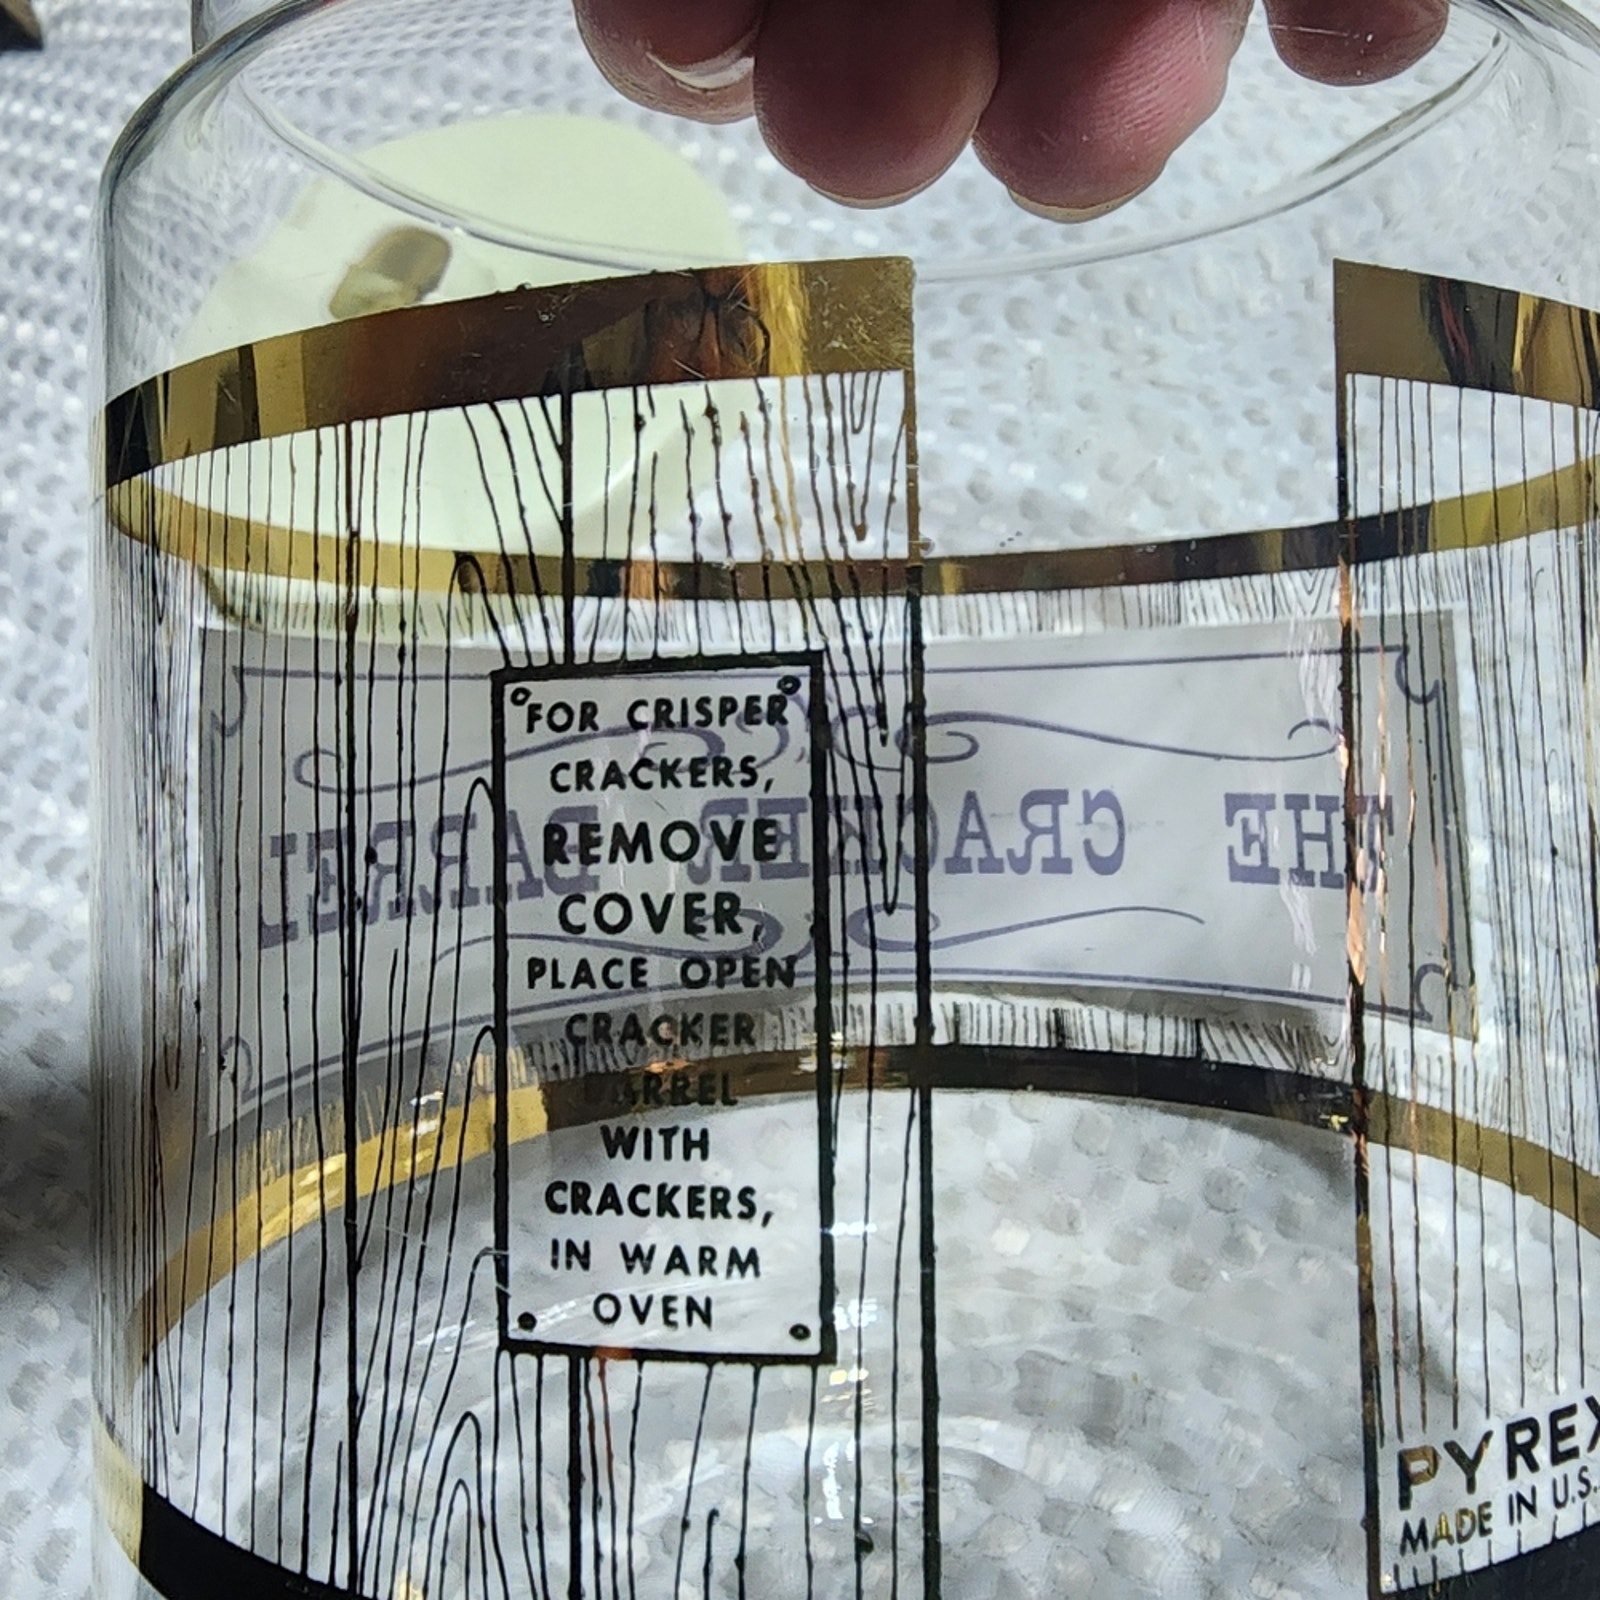 FOR CRISPER
CRACKERS,
REMOVE
COVER,
PLACE OPEN
CRACKER
BARREL
WITH
CRACKERS,
IN WARM
OVEN
THE CRACKER BARREL
PYREX
MADE IN U.S.